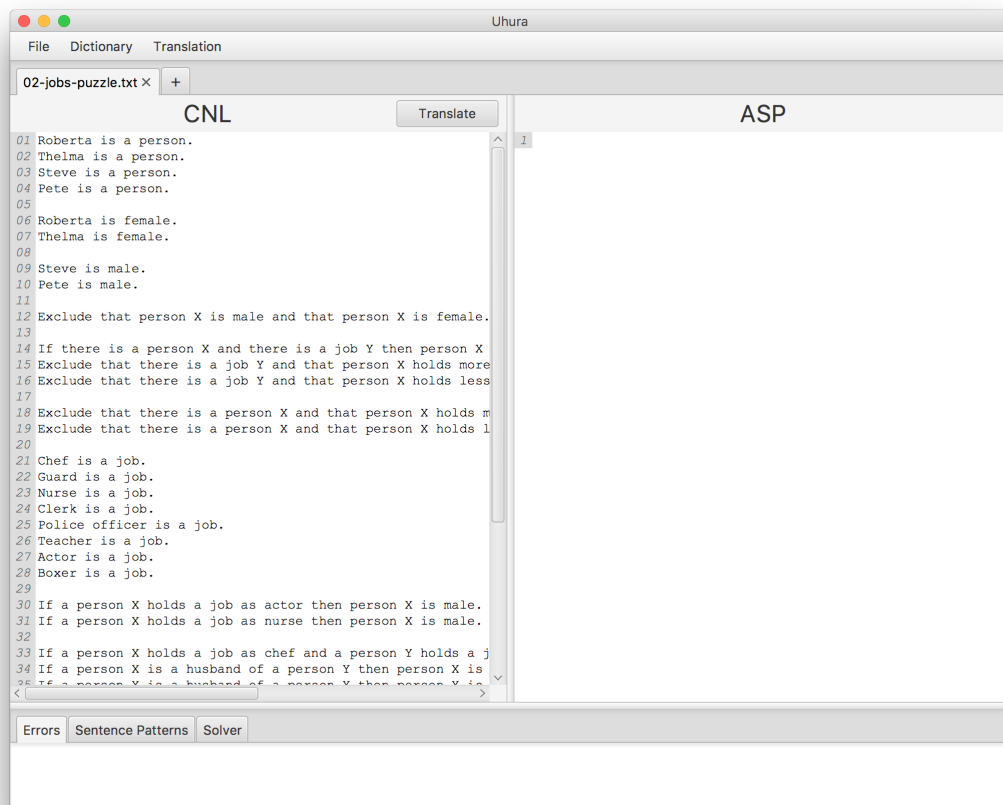 Uhura
File Dictionary Translation
02-jobs-puzzle.txt × +
CNL Translate ASP
01 Roberta is a person. 1
02 Thelma is a person.
03 Steve is a person.
04 Pete is a person.
05
06 Roberta is female.
07 Thelma is female.
08
09 Steve is male.
10 Pete is male.
11
12 Exclude that person X is male and that person X is female.
13
14 If there is a person X and there is a job Y then person X
15 Exclude that there is a job Y and that person X holds more
16 Exclude that there is a job Y and that person X holds less
17
18 Exclude that there is a person X and that person X holds m
19 Exclude that there is a person X and that person X holds l
20
21 Chef is a job.
22 Guard is a job.
23 Nurse is a job.
24 Clerk is a job.
25 Police officer is a job.
26 Teacher is a job.
27 Actor is a job.
28 Boxer is a job.
29
30 If a person X holds a job as actor then person X is male.
31 If a person X holds a job as nurse then person X is male.
32
33 If a person X holds a job as chef and a person Y holds a j
34 If a person X is a husband of a person Y then person X is
35 If a person X is a husband of a person Y then person Y is
Errors Sentence Patterns Solver